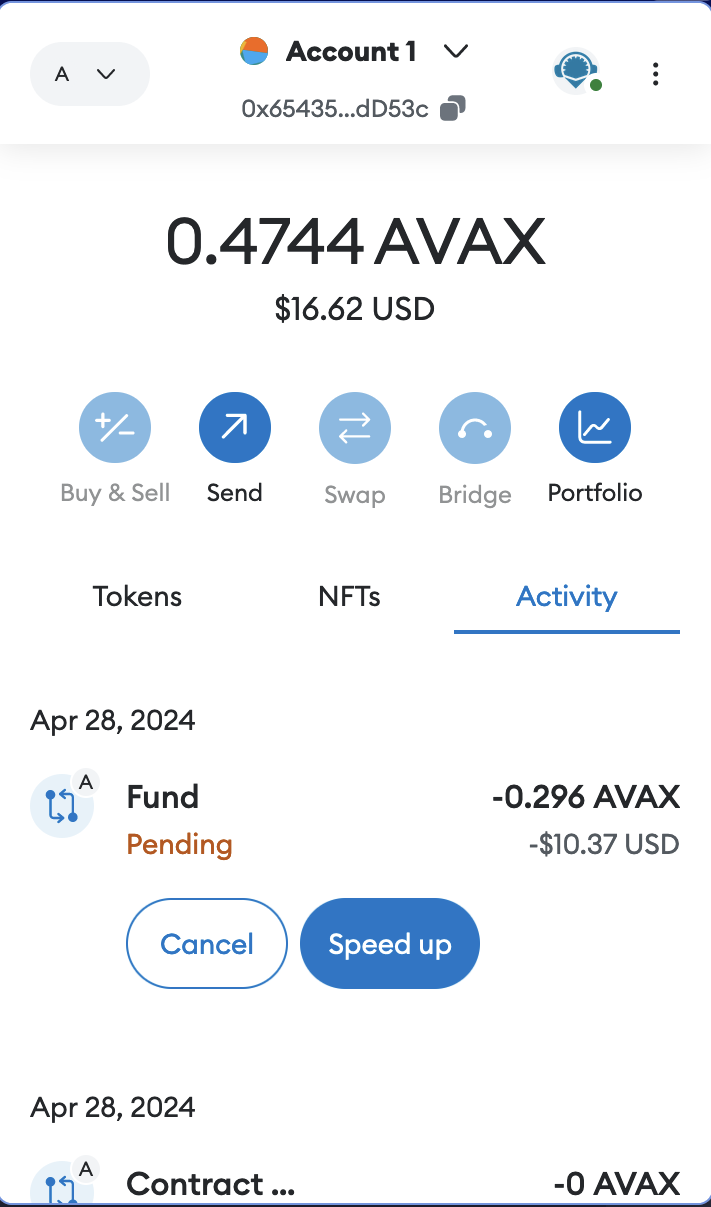 A
Account 1
0x65435...dD53c
0.4744 AVAX
$16.62 USD
Buy & Sell
Send
Swap
Bridge
Portfolio
Tokens
NFTs
Activity
Apr 28, 2024
A
Fund
-0.296 AVAX
Pending
-$10.37 USD
Cancel
Speed up
Apr 28, 2024
A
Contract ...
-0 AVAX